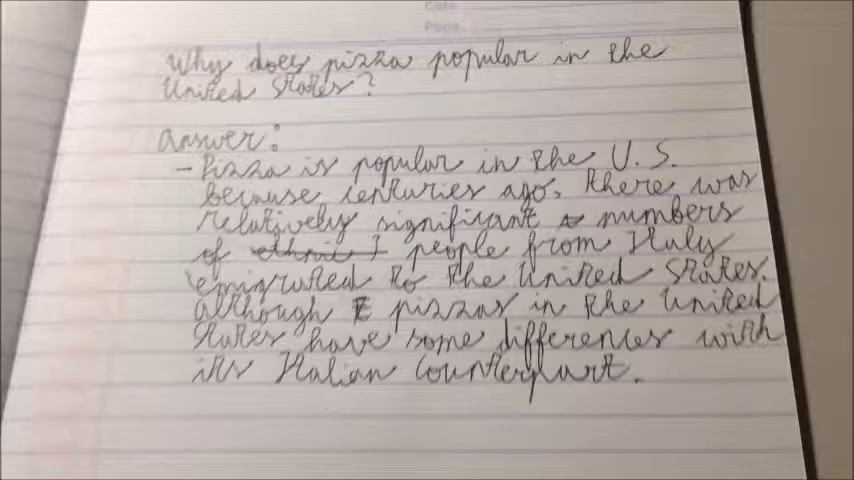 Date
Page
Why does pizza popular in the
United States?
Answer:
- Pizza is popular in the U.S.
because centuries ago, there was
relatively significant numbers
of people from Italy
emigrated to the United States.
although pizzas in the United
States have some differences with
its Italian counterpart.